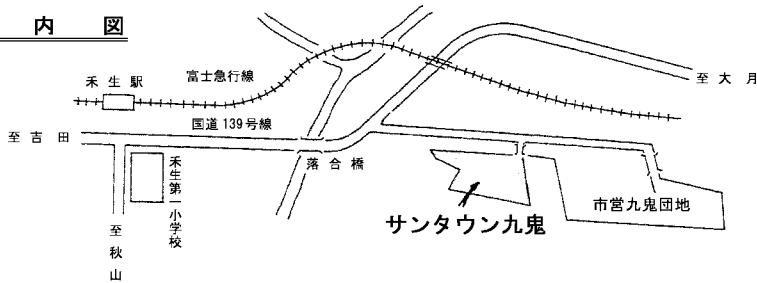 内 図
禾生駅
富士急行線
至大月
国道139号線
至吉田
落合橋
禾生第一小学校
市営九鬼団地
サンタウン九鬼
至秋山